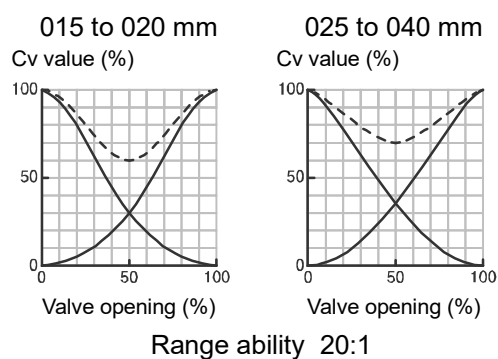 015 to 020 mm
Cv value (%)
100
50
0
0 50 100
Valve opening (%)
025 to 040 mm
Cv value (%)
100
50
0
0 50 100
Valve opening (%)
Range ability 20:1